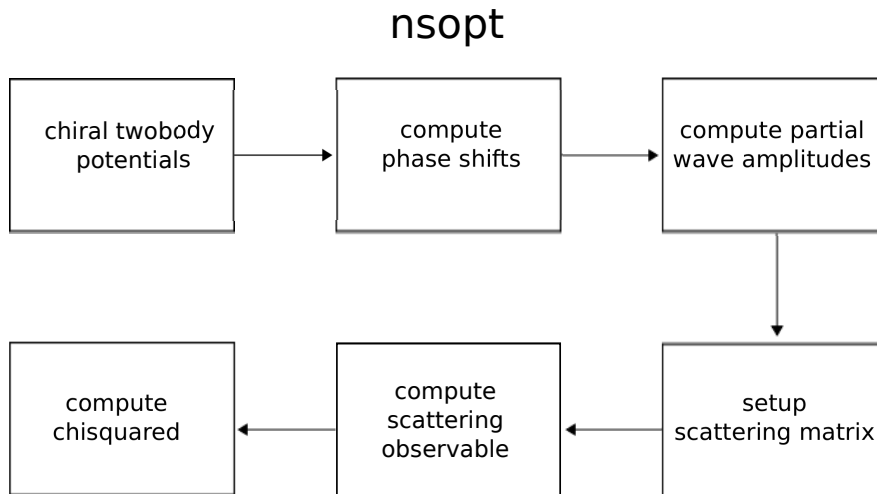 nsopt
chiral twobody
potentials
compute
phase shifts
compute partial
wave amplitudes
setup
scattering matrix
compute
scattering
observable
compute
chisquared